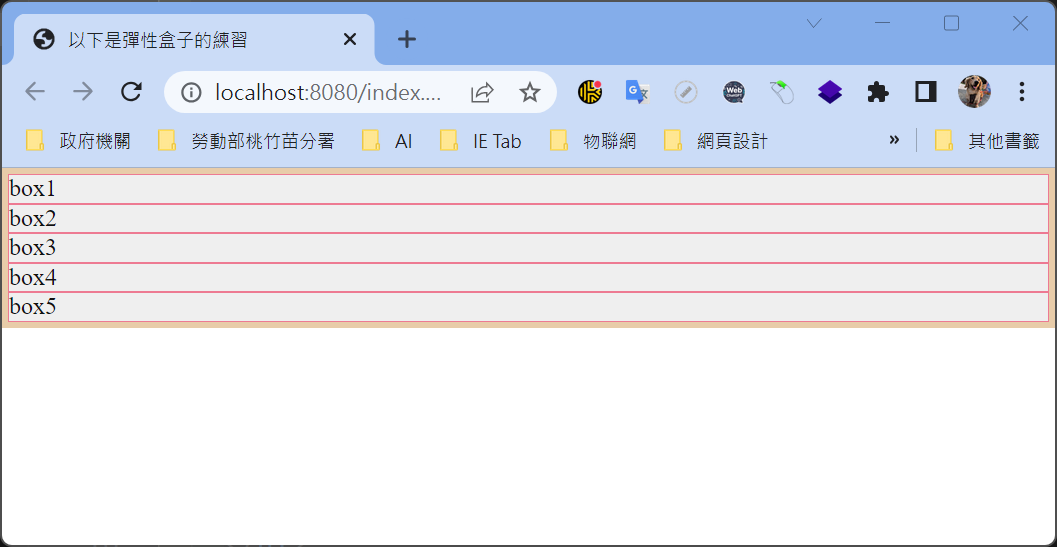 以下是彈性盒子的練習
localhost:8080/index....
政府機關 勞動部桃竹苗分署 AI IE Tab 物聯網 網頁設計 » 其他書籤
box1
box2
box3
box4
box5